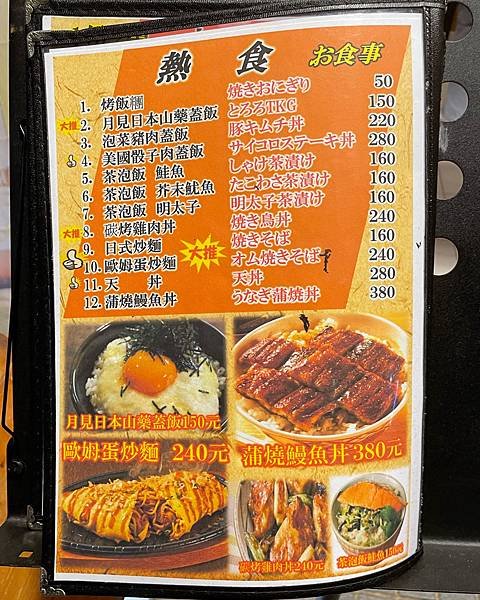 熱食 お食事
1. 烤飯糰 焼きおにぎり 50
大推 2. 月見日本山藥蓋飯 とろろTKG 150
3. 泡菜豬肉蓋飯 豚キムチ丼 220
4. 美國骰子肉蓋飯 サイコロステーキ丼 280
5. 茶泡飯 鮭魚 しゃけ茶漬け 160
6. 茶泡飯 芥末魷魚 たこわさ茶漬け 160
7. 茶泡飯 明太子 明太子茶漬け 160
大推 8. 碳烤雞肉丼 焼き鳥丼 240
9. 日式炒麵 焼きそば 160
10. 歐姆蛋炒麵 大推 オム焼きそば 240
11. 天丼 天丼 280
12. 蒲燒鰻魚丼 うなぎ蒲焼丼 380
月見日本山藥蓋飯150元
歐姆蛋炒麵 240元
蒲燒鰻魚丼380元
碳烤雞肉丼240元
茶泡飯鮭魚150元